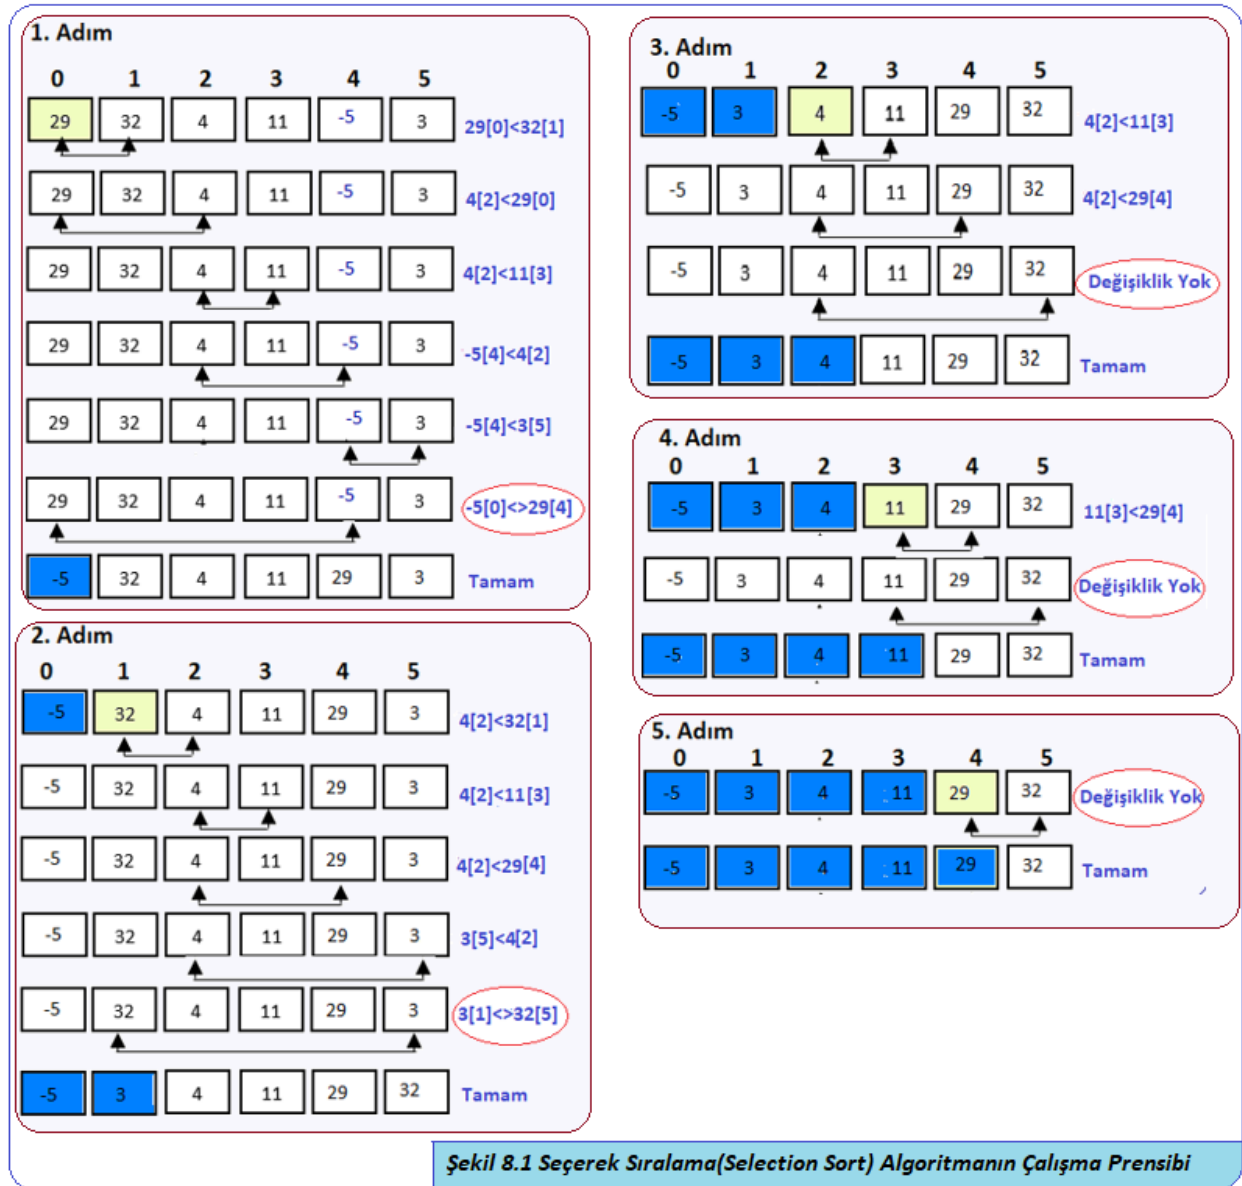 1. Adım
0 1 2 3 4 5
29 32 4 11 -5 3 29[0]<32[1]
29 32 4 11 -5 3 4[2]<29[0]
29 32 4 11 -5 3 4[2]<11[3]
29 32 4 11 -5 3 -5[4]<4[2]
29 32 4 11 -5 3 -5[4]<3[5]
29 32 4 11 -5 3 -5[0]<>29[4]
-5 32 4 11 29 3 Tamam
2. Adım
0 1 2 3 4 5
-5 32 4 11 29 3 4[2]<32[1]
-5 32 4 11 29 3 4[2]<11[3]
-5 32 4 11 29 3 4[2]<29[4]
-5 32 4 11 29 3 3[5]<4[2]
-5 32 4 11 29 3 3[1]<>32[5]
-5 3 4 11 29 32 Tamam
3. Adım
0 1 2 3 4 5
-5 3 4 11 29 32 4[2]<11[3]
-5 3 4 11 29 32 4[2]<29[4]
-5 3 4 11 29 32 Değişiklik Yok
-5 3 4 11 29 32 Tamam
4. Adım
0 1 2 3 4 5
-5 3 4 11 29 32 11[3]<29[4]
-5 3 4 11 29 32 Değişiklik Yok
-5 3 4 11 29 32 Tamam
5. Adım
0 1 2 3 4 5
-5 3 4 11 29 32 Değişiklik Yok
-5 3 4 11 29 32 Tamam
Şekil 8.1 Seçerek Sıralama(Selection Sort) Algoritmanın Çalışma Prensibi